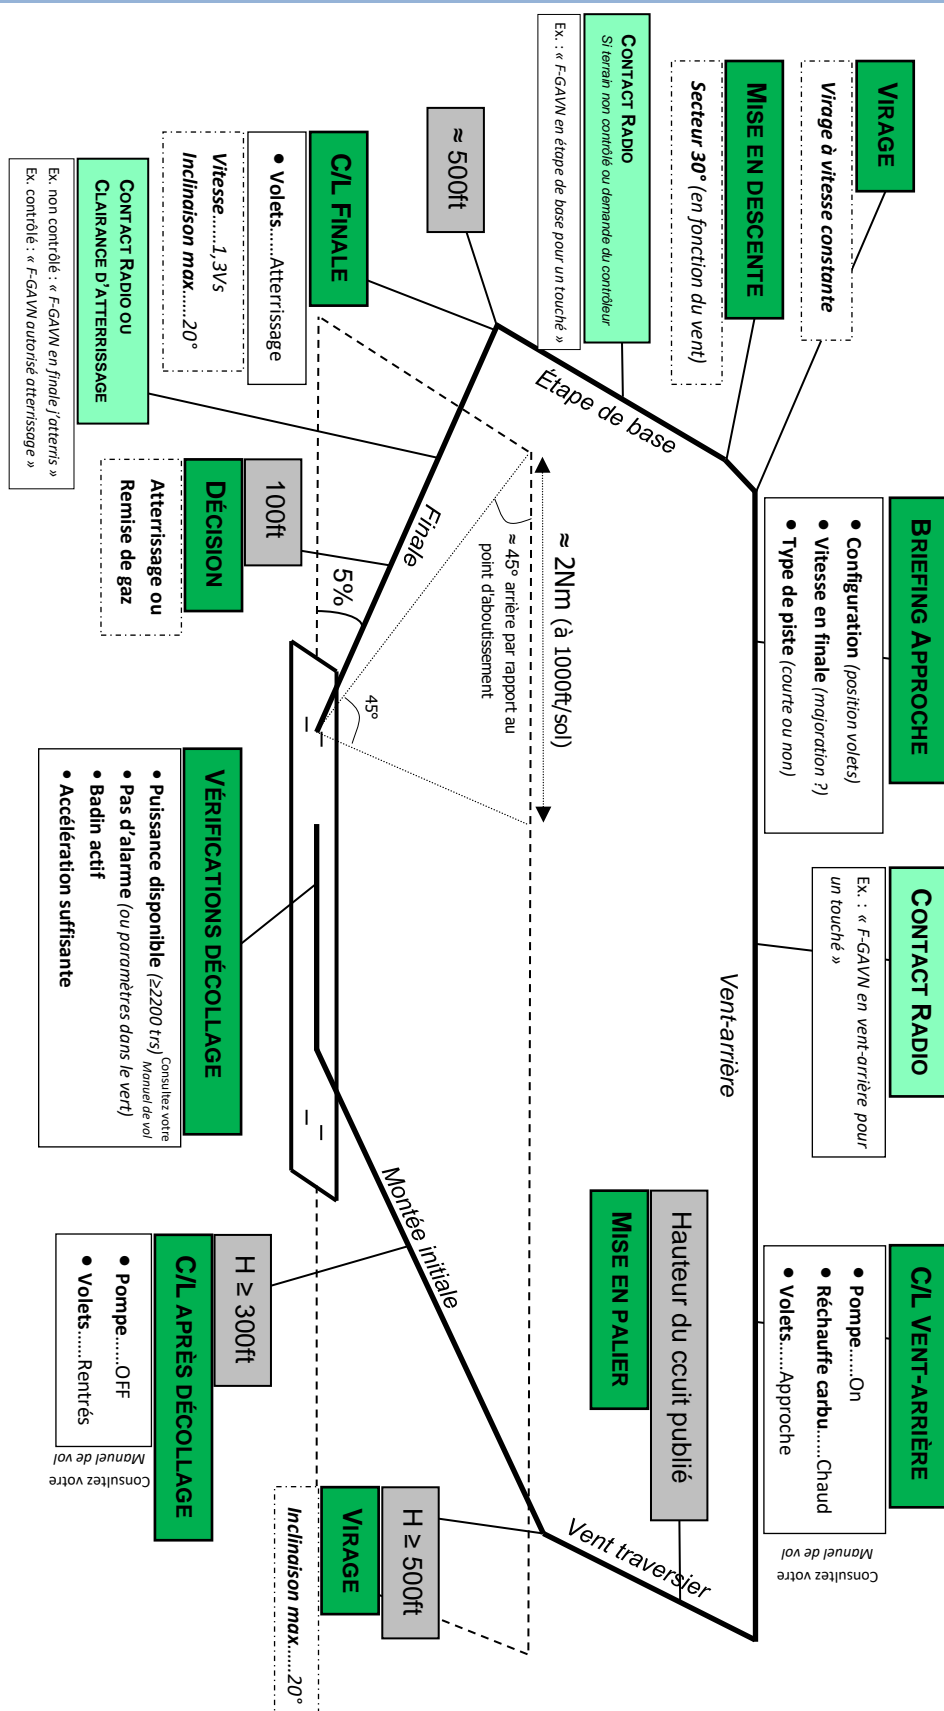 VIRAGE
Virage à vitesse constante
MISE EN DESCENTE
Secteur 30° (en fonction du vent)
CONTACT RADIO
Si terrain non contrôlé ou demande du contrôleur
Ex. : « F-GAVN en étape de base pour un touché »
≈ 500ft
C/L FINALE
• Volets.....Atterrissage
Vitesse......1,3Vs
Inclinaison max....20°
CONTACT RADIO OU
CLAIRANCE D'ATTERRISSAGE
Ex. non contrôlé : « F-GAVN en finale j'atterris »
Ex. contrôlé : « F-GAVN autorisé atterrissage »
BRIEFING APPROCHE
• Configuration (position volets)
• Vitesse en finale (majoration ?)
• Type de piste (courte ou non)
Étape de base
≈ 2Nm (à 1000ft/sol)
≈ 45° arrière par rapport au
point d'aboutissement
Finale
5%
45°
100ft
DÉCISION
Atterrissage ou
Remise de gaz
CONTACT RADIO
Ex. : « F-GAVN en vent-arrière pour
un touché »
Vent-arrière
VÉRIFICATIONS DÉCOLLAGE
• Puissance disponible (≥2200 trs) Consultez votre
Manuel de vol
• Pas d'alarme (ou paramètres dans le vert)
• Badin actif
• Accélération suffisante
C/L VENT-ARRIÈRE
• Pompe......On
• Réchauffe carbu.....Chaud
• Volets......Approche
Consultez votre
Manuel de vol
Hauteur du ccuit publié
MISE EN PALIER
Montée initiale
H ≥ 300ft
C/L APRÈS DÉCOLLAGE
• Pompe......OFF
• Volets.....Rentrés
Consultez votre
Manuel de vol
Vent traversier
H ≥ 500ft
VIRAGE
Inclinaison max.....20°